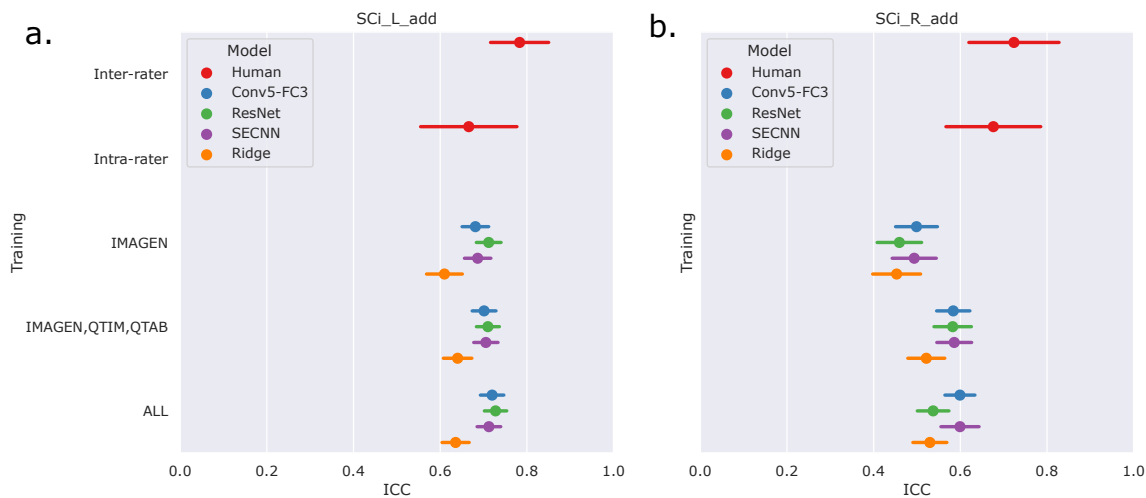 a.
SCi_L_add
Training
Inter-rater
Intra-rater
IMAGEN
IMAGEN,QTIM,QTAB
ALL
Model
Human
Conv5-FC3
ResNet
SECNN
Ridge
0.0 0.2 0.4 0.6 0.8 1.0
ICC
b.
SCi_R_add
Training
Model
Human
Conv5-FC3
ResNet
SECNN
Ridge
0.0 0.2 0.4 0.6 0.8 1.0
ICC